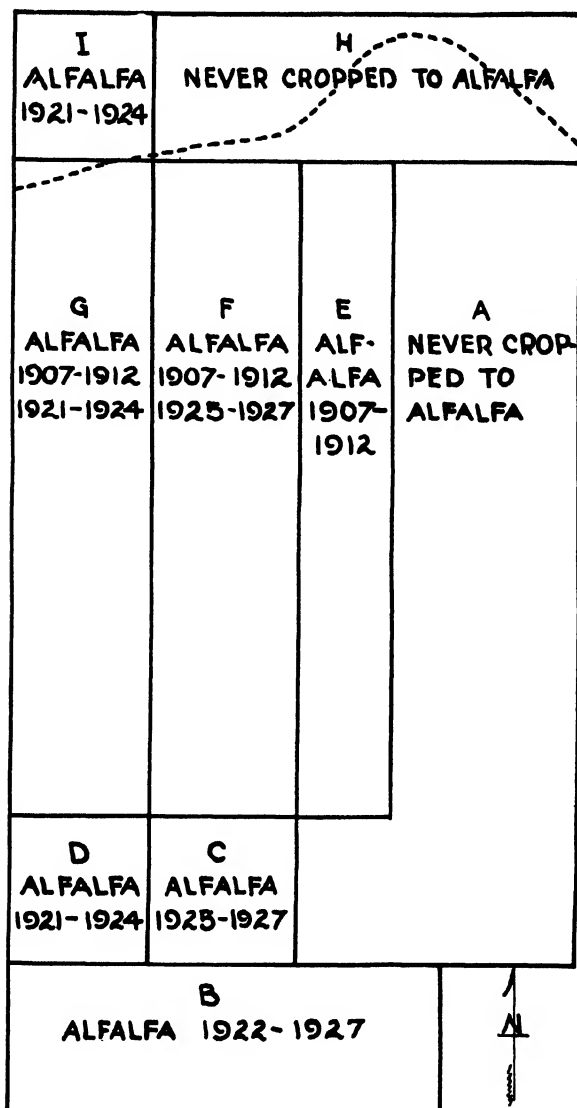 I
ALFALFA
1921-1924
H
NEVER CROPPED TO ALFALFA
G
ALFALFA
1907-1912
1921-1924
F
ALFALFA
1907-1912
1925-1927
E
ALF-
ALFA
1907-
1912
A
NEVER CROP-
PED TO
ALFALFA
D
ALFALFA
1921-1924
C
ALFALFA
1925-1927
B
ALFALFA 1922-1927
N